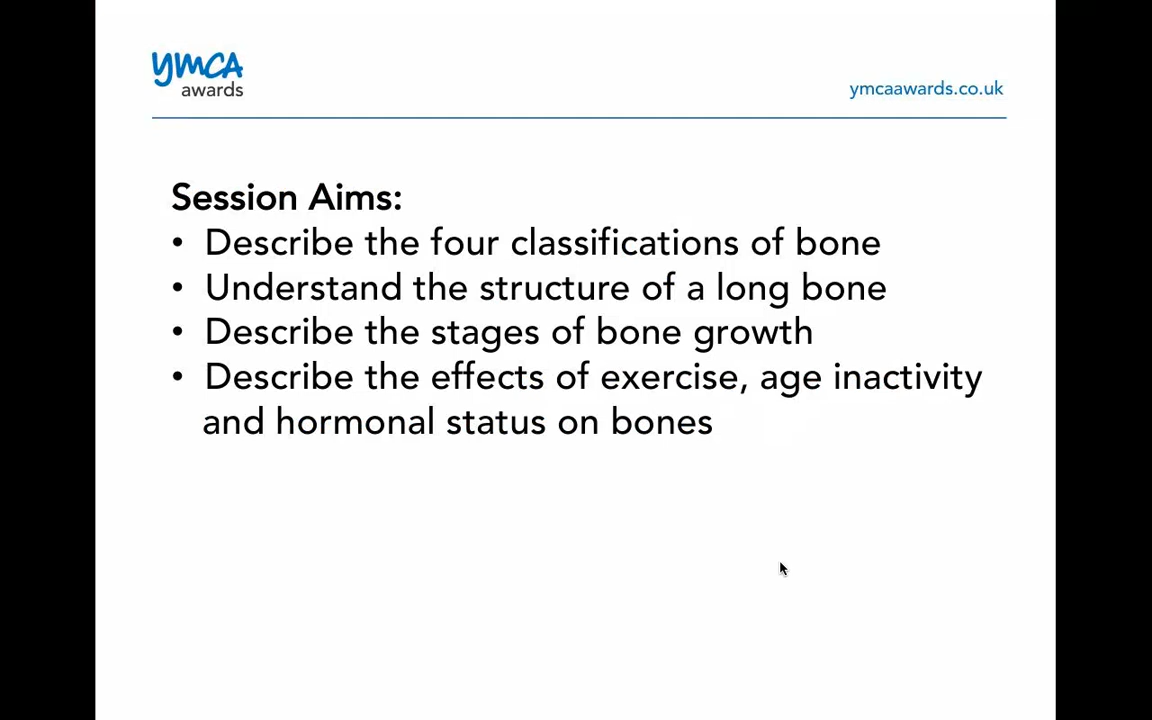 ymca
awards
ymcaawards.co.uk
Session Aims:
• Describe the four classifications of bone
• Understand the structure of a long bone
• Describe the stages of bone growth
• Describe the effects of exercise, age inactivity
and hormonal status on bones